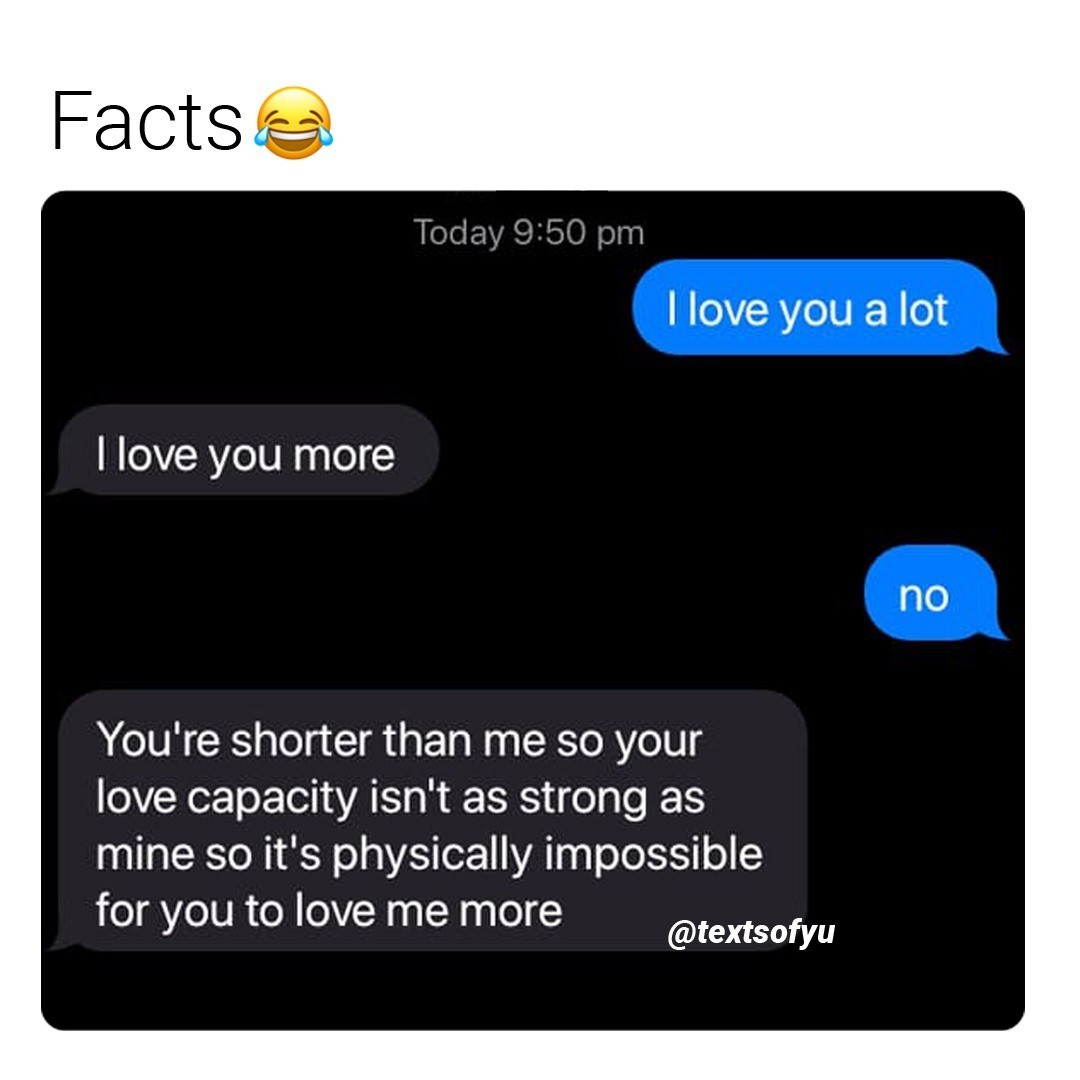 Facts😂
Today 9:50 pm
I love you a lot
I love you more
no
You're shorter than me so your
love capacity isn't as strong as
mine so it's physically impossible
for you to love me more
@textsofyu